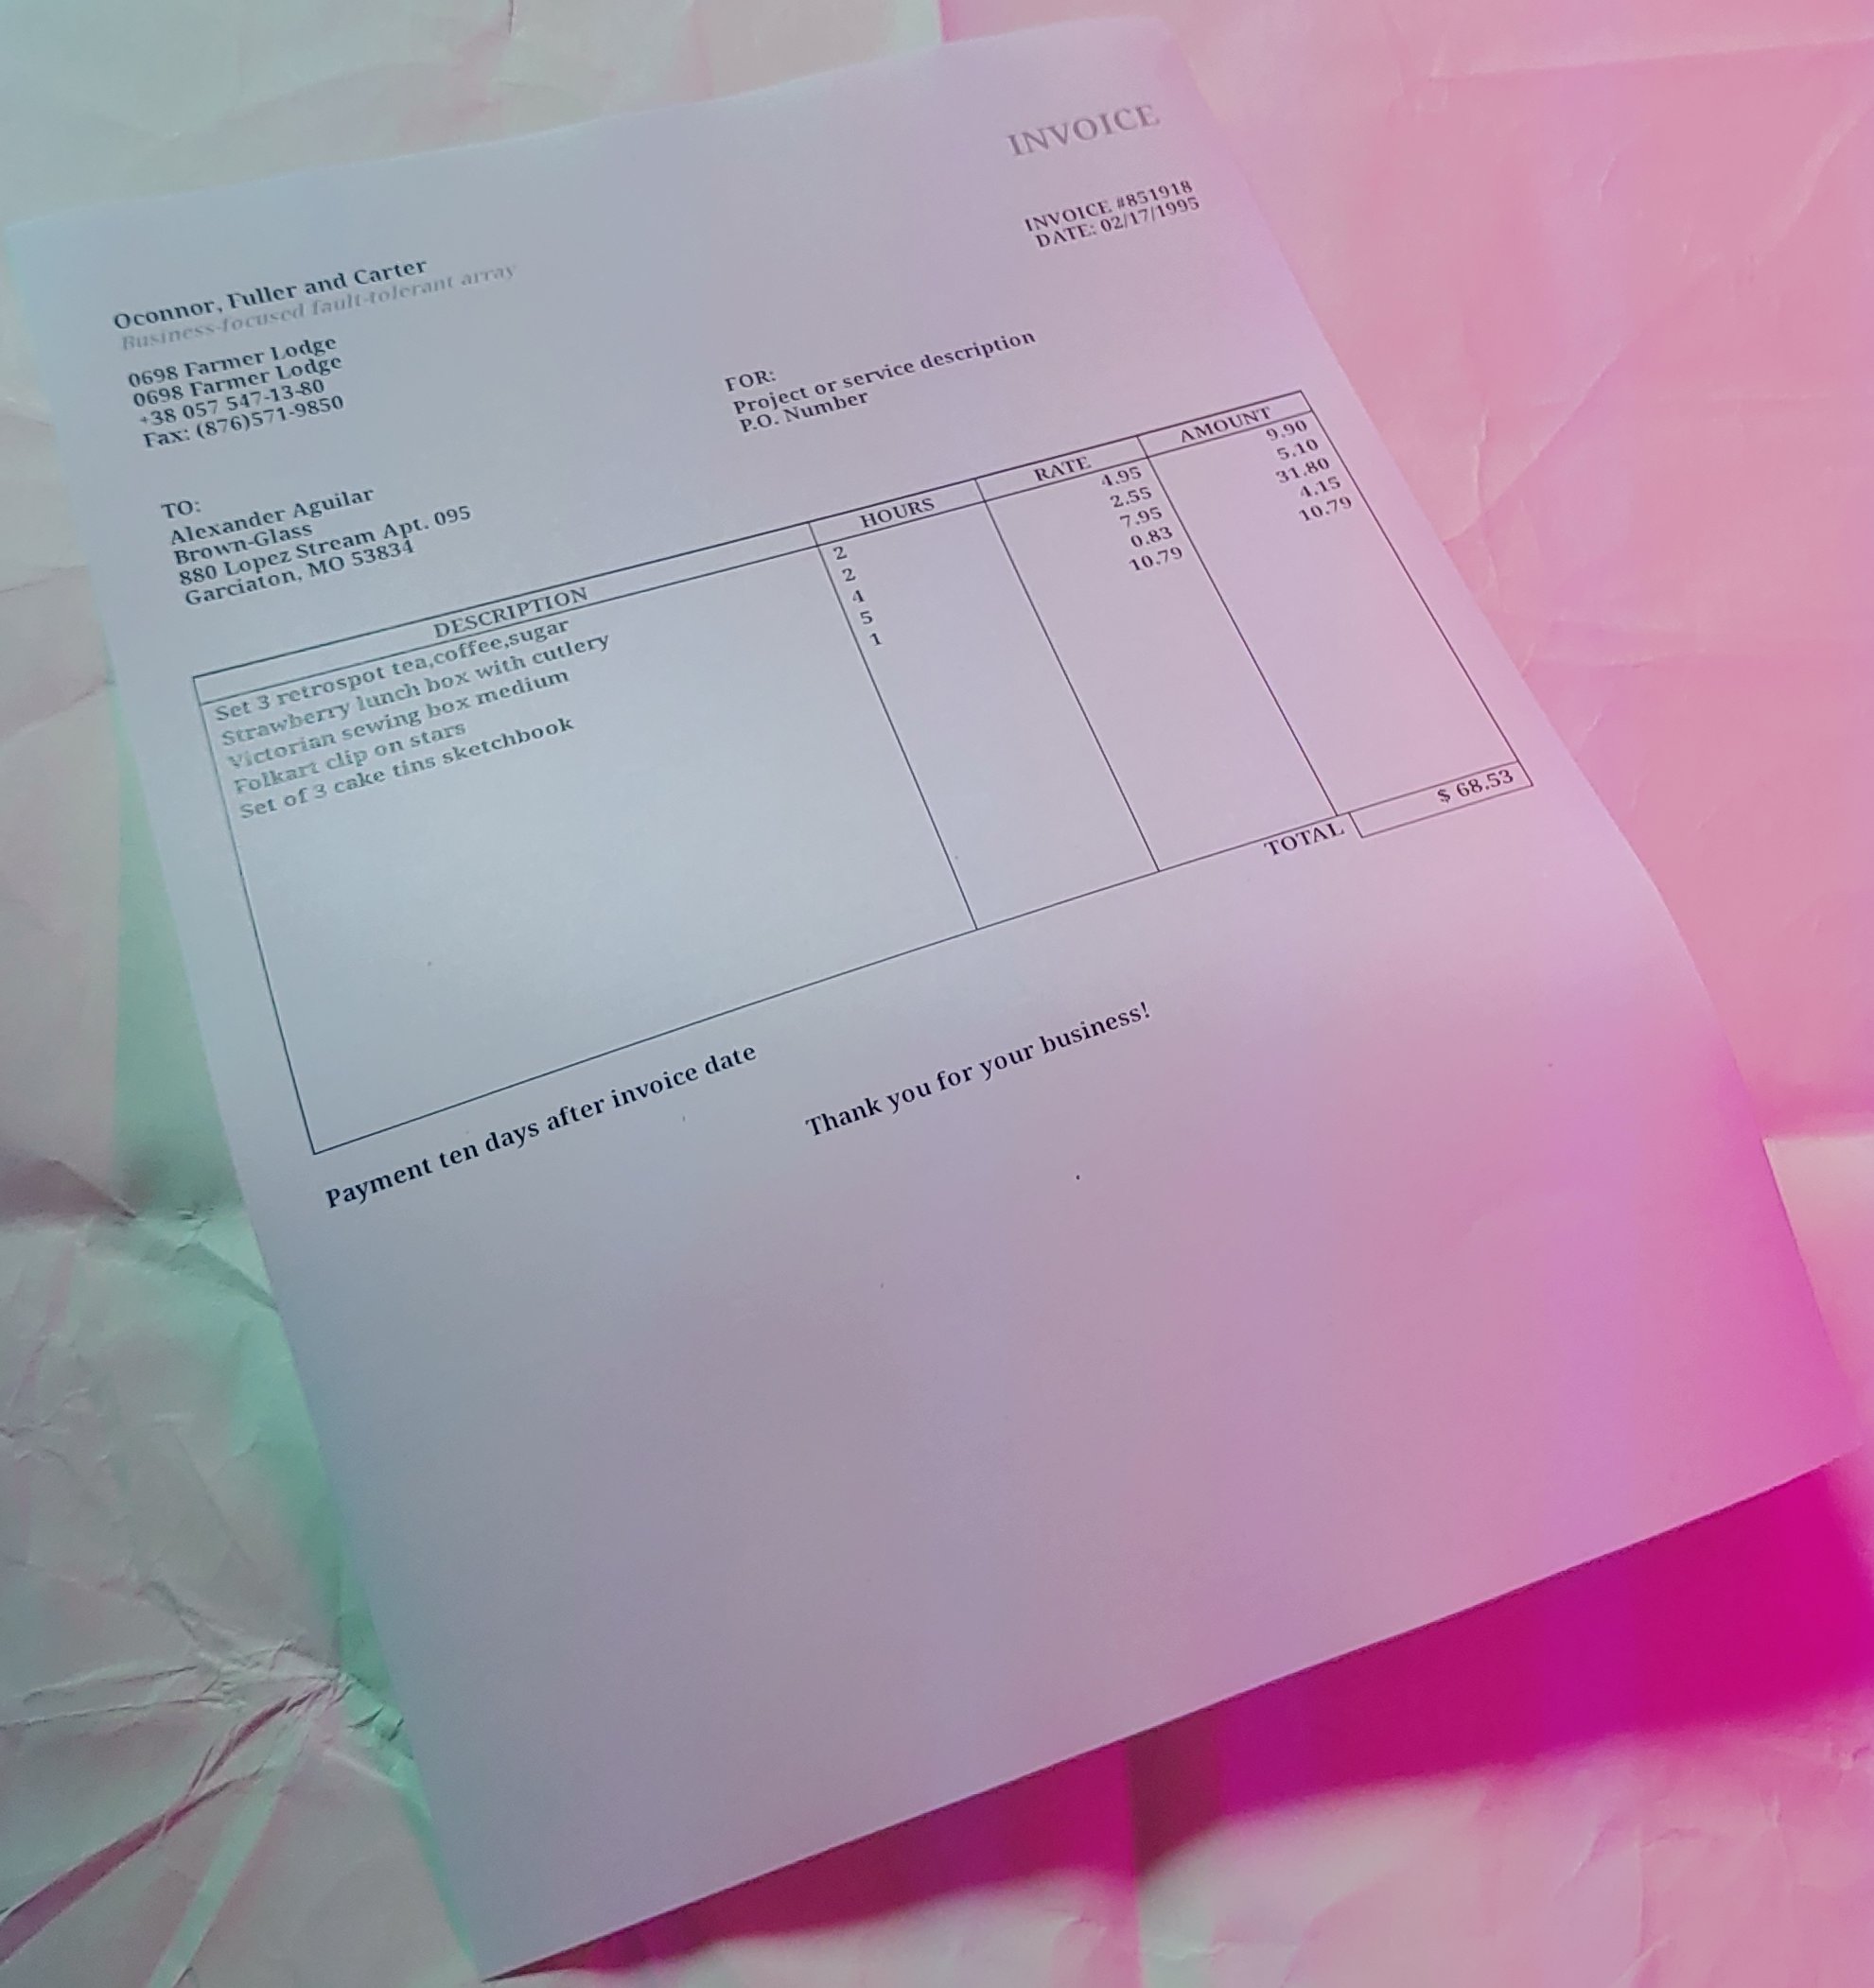 INVOICE
INVOICE #851918
DATE: 02/17/1995
Oconnor, Fuller and Carter
Business-focused fault-tolerant array
0698 Farmer Lodge
0698 Farmer Lodge
+38 057 547-13-80
Fax: (876)571-9850
FOR:
Project or service description
P.O. Number
TO:
Alexander Aguilar
Brown-Glass
880 Lopez Stream Apt. 095
Garciaton, MO 53834
DESCRIPTION HOURS RATE AMOUNT
Set 3 retrospot tea,coffee,sugar 2 4.95 9.90
Strawberry lunch box with cutlery 2 2.55 5.10
Victorian sewing box medium 4 7.95 31.80
Folkart clip on stars 5 0.83 4.15
Set of 3 cake tins sketchbook 1 10.79 10.79
TOTAL $ 68.53
Payment ten days after invoice date
Thank you for your business!